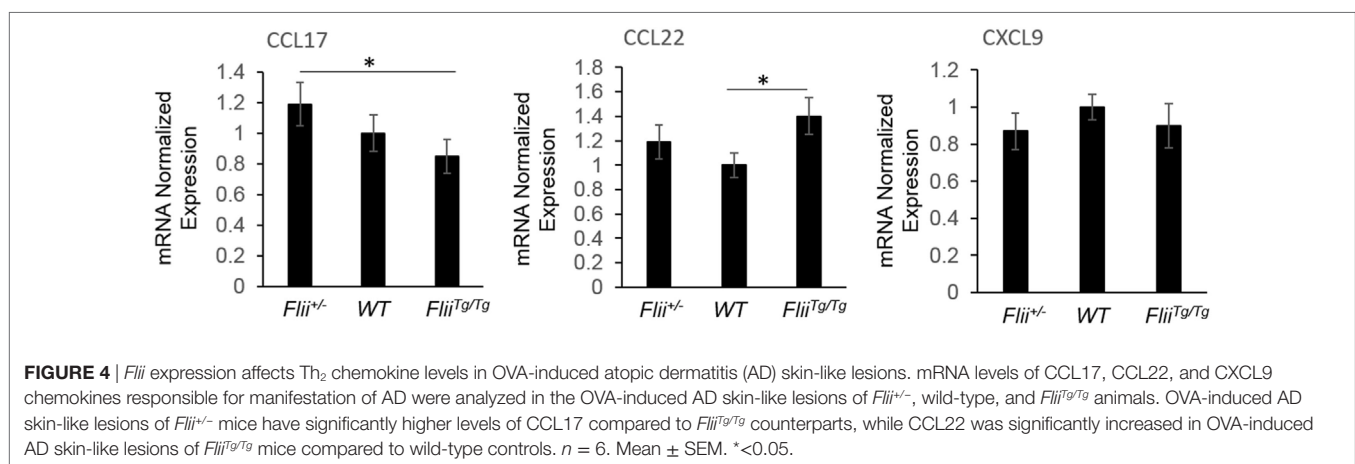 CCL17
CCL22
CXCL9
mRNA Normalized
Expression
1.4
1.2
1
0.8
0.6
0.4
0.2
0
*
Flii+/-
WT
FliiTg/Tg
mRNA Normalized
Expression
1.8
1.6
1.4
1.2
1
0.8
0.6
0.4
0.2
0
*
Flii+/-
WT
FliiTg/Tg
mRNA Normalized
Expression
1.2
1
0.8
0.6
0.4
0.2
0
Flii+/-
WT
FliiTg/Tg
FIGURE 4 | Flii expression affects Th2 chemokine levels in OVA-induced atopic dermatitis (AD) skin-like lesions. mRNA levels of CCL17, CCL22, and CXCL9
chemokines responsible for manifestation of AD were analyzed in the OVA-induced AD skin-like lesions of Flii+/−, wild-type, and FliiTg/Tg animals. OVA-induced AD
skin-like lesions of Flii+/− mice have significantly higher levels of CCL17 compared to FliiTg/Tg counterparts, while CCL22 was significantly increased in OVA-induced
AD skin-like lesions of FliiTg/Tg mice compared to wild-type controls. n = 6. Mean ± SEM. *<0.05.